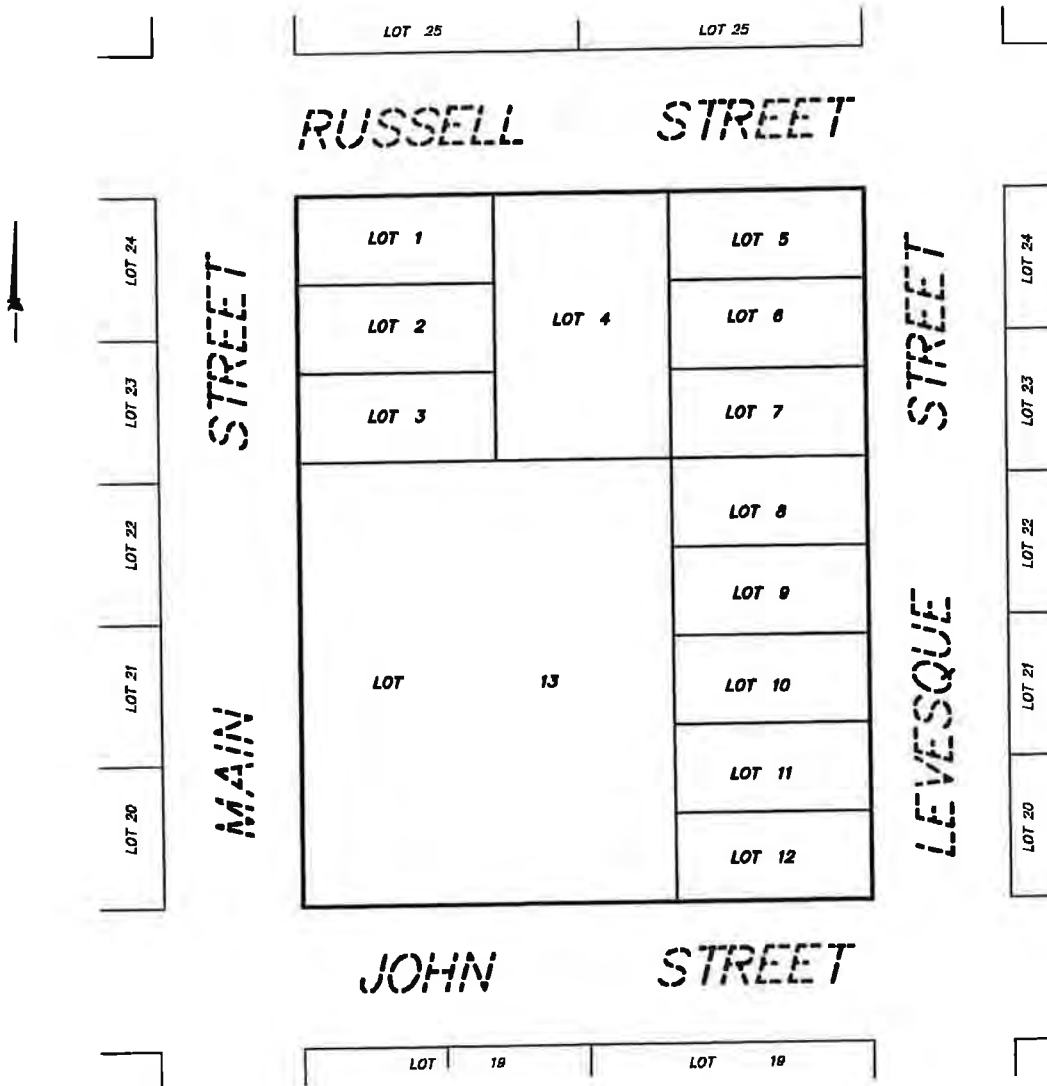 LOT 25 LOT 25
RUSSELL STREET
LOT 24
LOT 23
LOT 22
LOT 21
LOT 20
MAIN STREET
LOT 1
LOT 2
LOT 3
LOT 4
LOT 5
LOT 6
LOT 7
LOT 8
LOT 9
LOT 10
LOT 11
LOT 12
LOT 13
LEVESQUE STREET
LOT 24
LOT 23
LOT 22
LOT 21
LOT 20
JOHN STREET
LOT 19 LOT 19